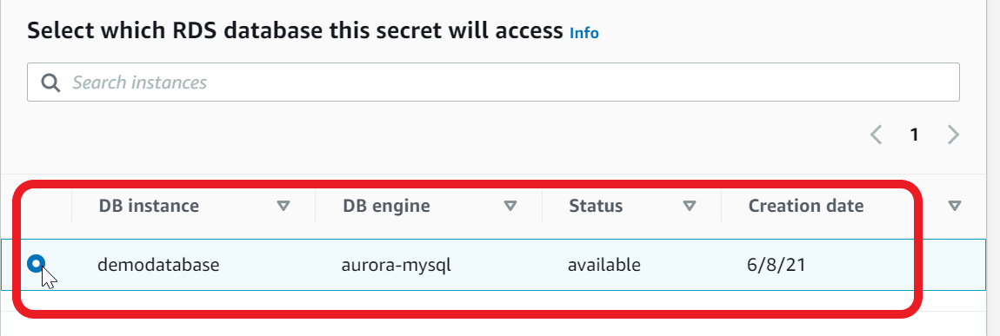 Select which RDS database this secret will access Info
Search instances
1
DB instance DB engine Status Creation date
demodatabase aurora-mysql available 6/8/21